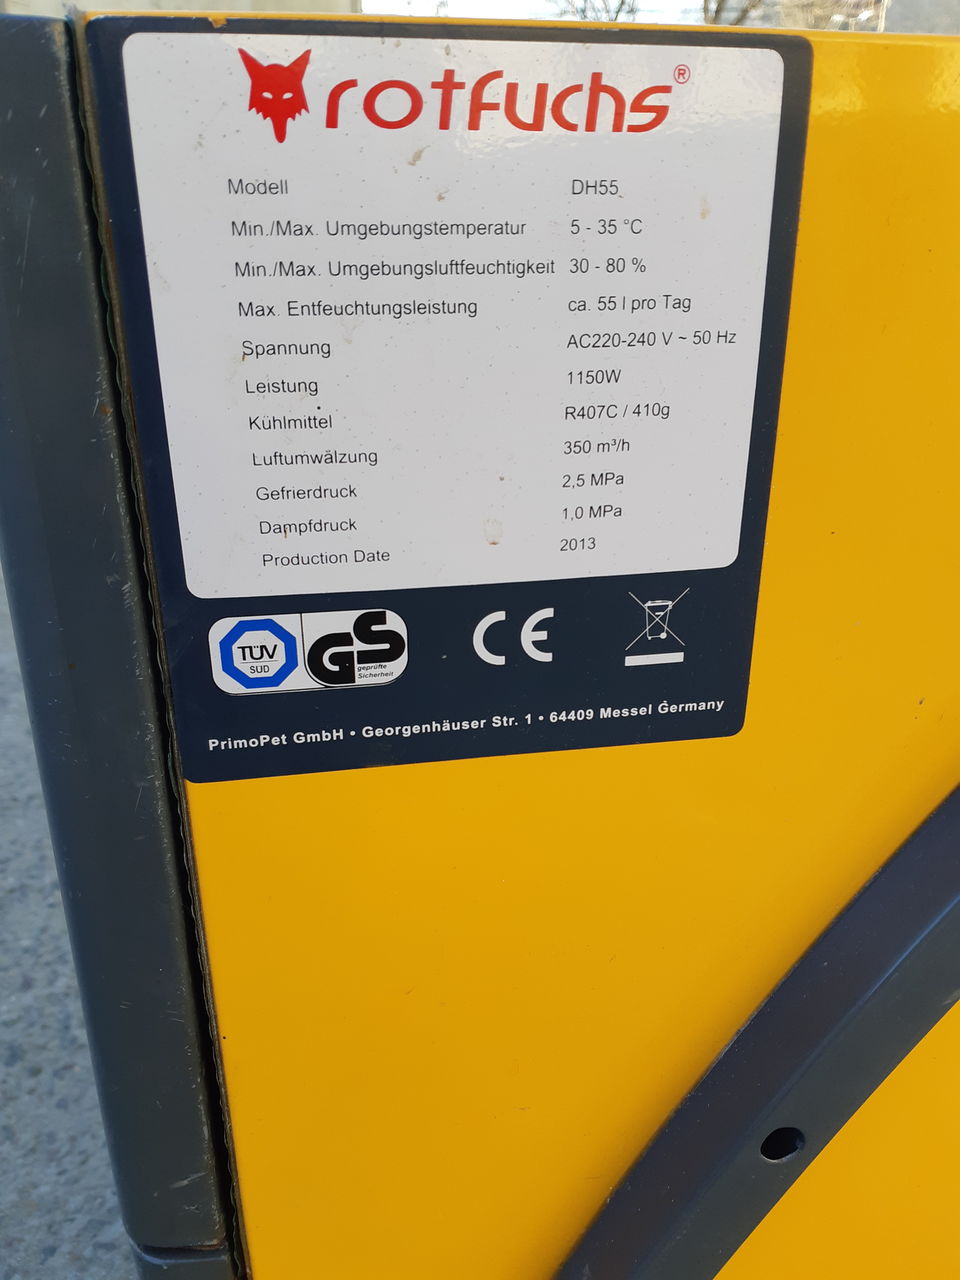 rotfuchs®
Modell DH55
Min./Max. Umgebungstemperatur 5 - 35 °C
Min./Max. Umgebungsluftfeuchtigkeit 30 - 80 %
Max. Entfeuchtungsleistung ca. 55 l pro Tag
Spannung AC220-240 V ~ 50 Hz
Leistung 1150W
Kühlmittel R407C / 410g
Luftumwälzung 350 m³/h
Gefrierdruck 2,5 MPa
Dampfdruck 1,0 MPa
Production Date 2013
TÜV
SÜD
GS
geprüfte
Sicherheit
CE
PrimoPet GmbH • Georgenhäuser Str. 1 • 64409 Messel Germany